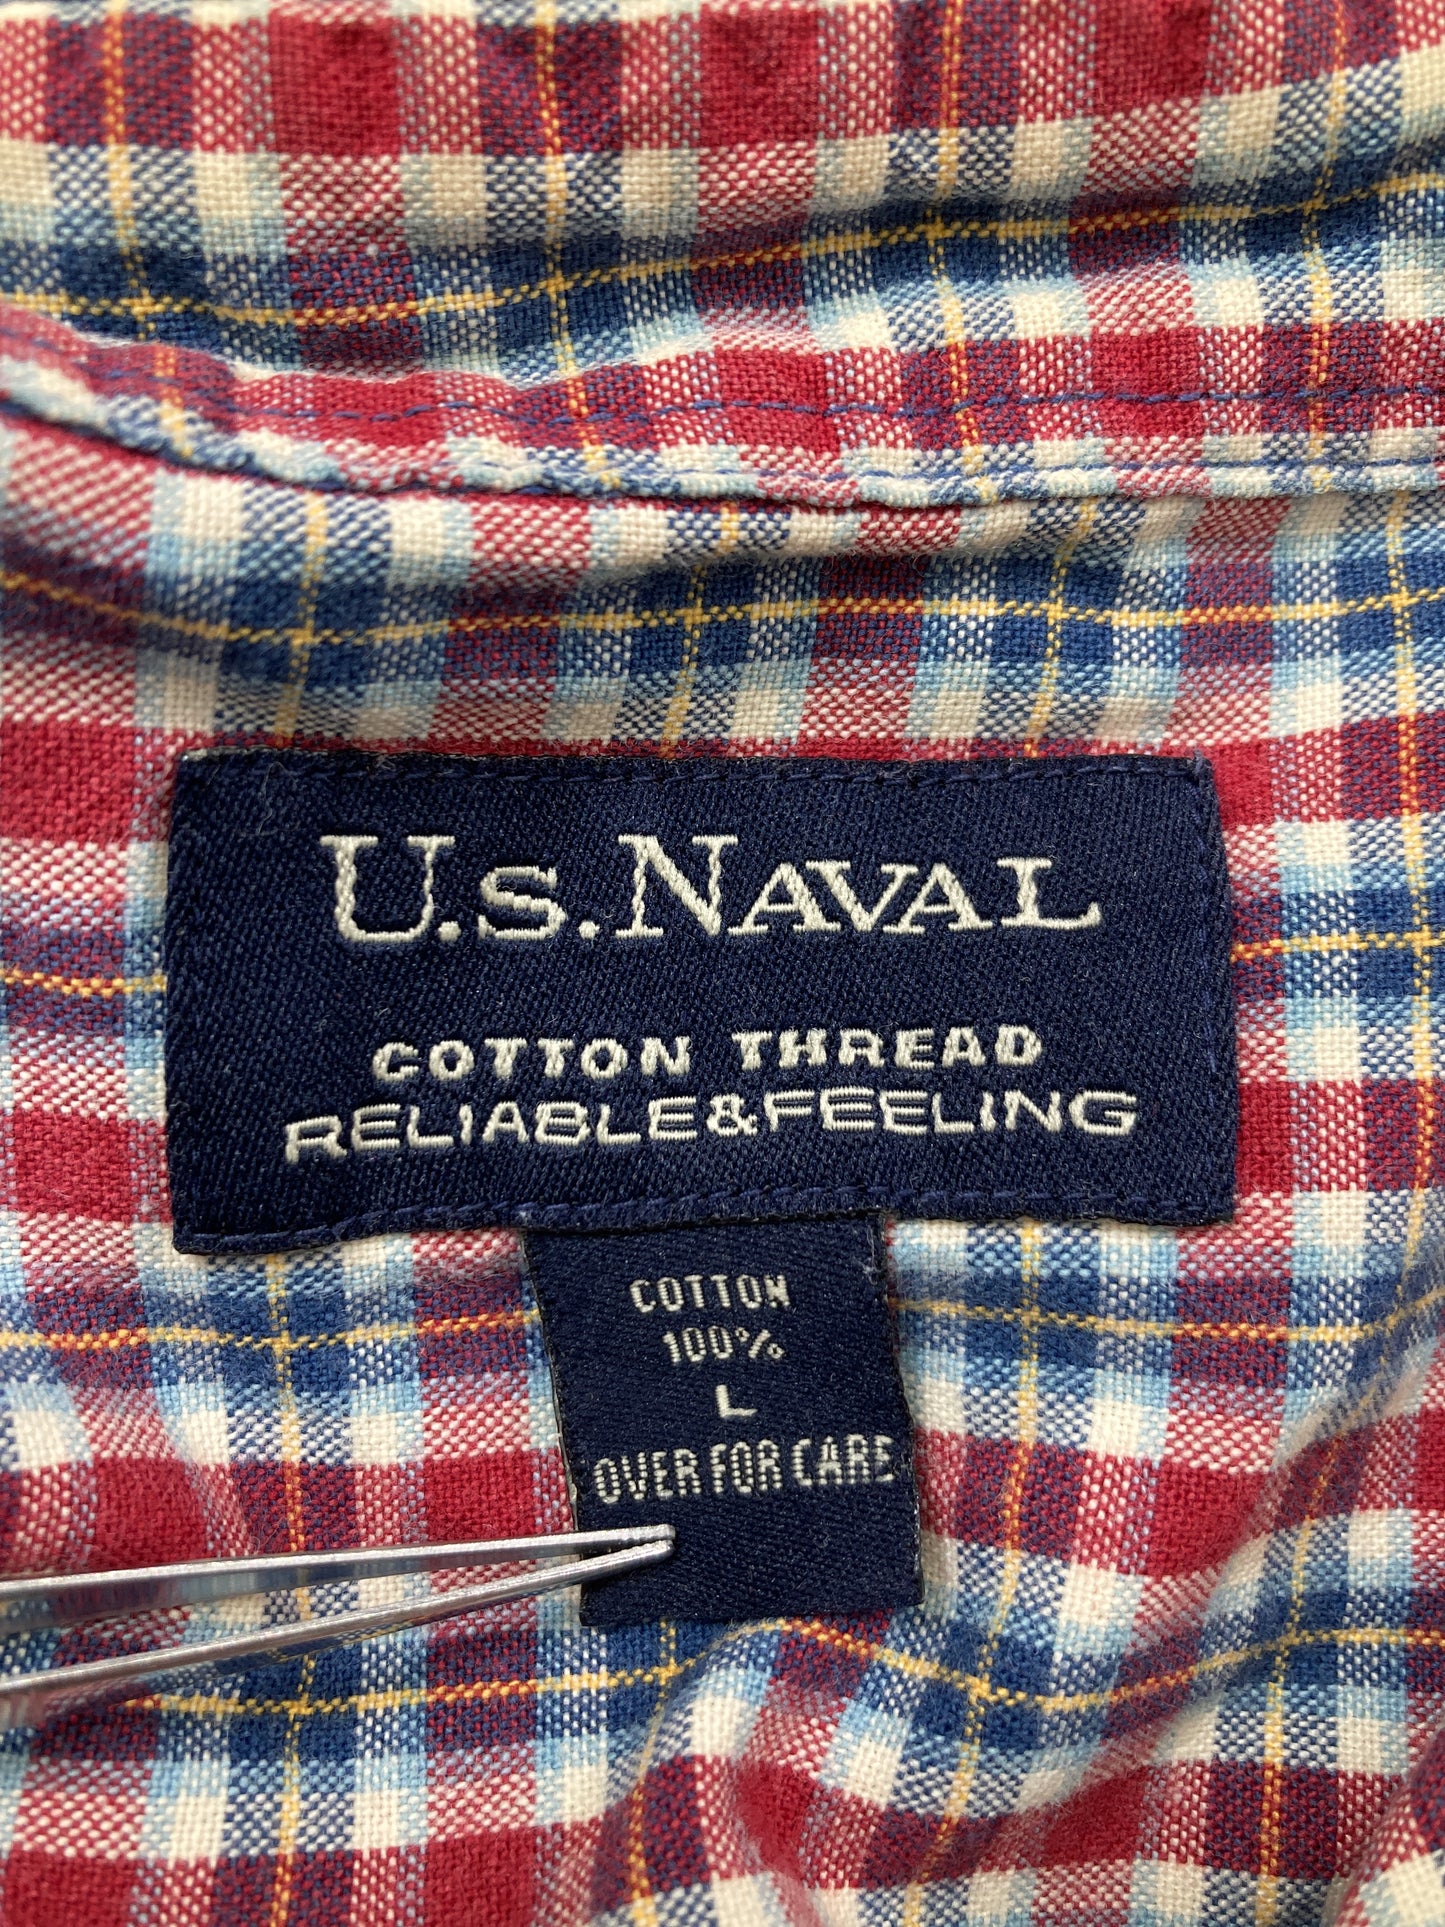 U.S. NAVAL
COTTON THREAD
RELIABLE&FEELING
COTTON
100%
L
OVER FOR CARE